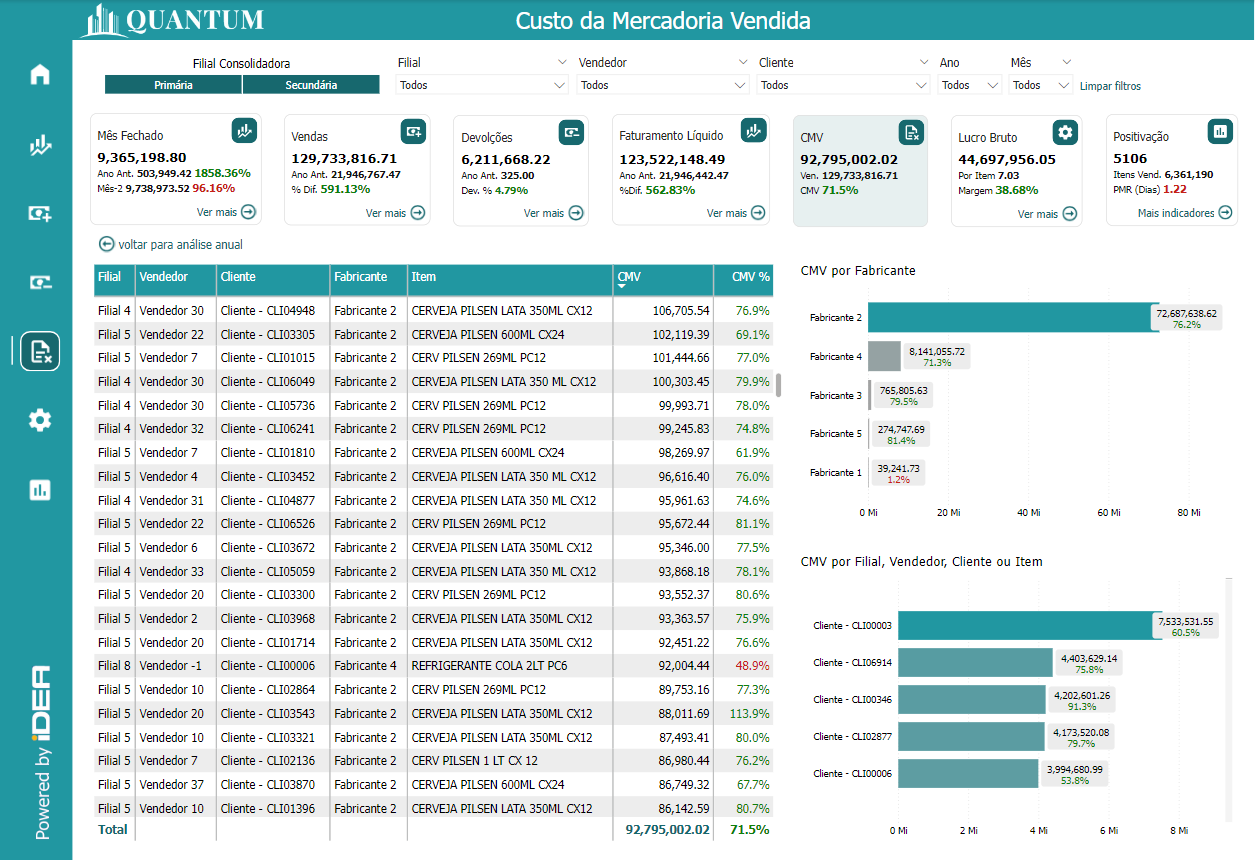 QUANTUM
Custo da Mercadoria Vendida
Filial Consolidadora
Primária Secundária
Filial Vendedor Cliente Ano Mês
Todos Todos Todos Todos Todos Limpar filtros
Mês Fechado
9,365,198.80
Ano Ant. 503,949.42 1858.36%
Mês-2 9,738,973.52 96.16%
Ver mais
Vendas
129,733,816.71
Ano Ant. 21,946,767.47
% Dif. 591.13%
Ver mais
Devolções
6,211,668.22
Ano Ant. 325.00
Dev. % 4.79%
Ver mais
Faturamento Líquido
123,522,148.49
Ano Ant. 21,946,442.47
%Dif. 562.83%
Ver mais
CMV
92,795,002.02
Ven. 129,733,816.71
CMV 71.5%
Lucro Bruto
44,697,956.05
Por Item 7.03
Margem 38.68%
Ver mais
Positivação
5106
Itens Vend. 6,361,190
PMR (Dias) 1.22
Mais indicadores
voltar para análise anual
Filial Vendedor Cliente Fabricante Item CMV CMV %
Filial 4 Vendedor 30 Cliente - CLI04948 Fabricante 2 CERVEJA PILSEN LATA 350ML CX12 106,705.54 76.9%
Filial 5 Vendedor 22 Cliente - CLI03305 Fabricante 2 CERVEJA PILSEN 600ML CX24 102,119.39 69.1%
Filial 5 Vendedor 7 Cliente - CLI01015 Fabricante 2 CERV PILSEN 269ML PC12 101,444.66 77.0%
Filial 4 Vendedor 30 Cliente - CLI06049 Fabricante 2 CERVEJA PILSEN LATA 350 ML CX12 100,303.45 79.9%
Filial 4 Vendedor 30 Cliente - CLI05736 Fabricante 2 CERV PILSEN 269ML PC12 99,993.71 78.0%
Filial 4 Vendedor 32 Cliente - CLI06241 Fabricante 2 CERV PILSEN 269ML PC12 99,245.83 74.8%
Filial 5 Vendedor 7 Cliente - CLI01810 Fabricante 2 CERVEJA PILSEN 600ML CX24 98,269.97 61.9%
Filial 5 Vendedor 4 Cliente - CLI03452 Fabricante 2 CERVEJA PILSEN LATA 350 ML CX12 96,616.40 76.0%
Filial 4 Vendedor 31 Cliente - CLI04877 Fabricante 2 CERVEJA PILSEN LATA 350 ML CX12 95,961.63 74.6%
Filial 5 Vendedor 22 Cliente - CLI06526 Fabricante 2 CERV PILSEN 269ML PC12 95,672.44 81.1%
Filial 5 Vendedor 6 Cliente - CLI03672 Fabricante 2 CERVEJA PILSEN LATA 350ML CX12 95,346.00 77.5%
Filial 4 Vendedor 33 Cliente - CLI05059 Fabricante 2 CERVEJA PILSEN LATA 350 ML CX12 93,868.18 78.1%
Filial 5 Vendedor 20 Cliente - CLI03300 Fabricante 2 CERV PILSEN 269ML PC12 93,552.37 80.6%
Filial 5 Vendedor 2 Cliente - CLI03968 Fabricante 2 CERVEJA PILSEN LATA 350ML CX12 93,363.57 75.9%
Filial 5 Vendedor 20 Cliente - CLI01714 Fabricante 2 CERVEJA PILSEN LATA 350ML CX12 92,451.22 76.6%
Filial 8 Vendedor -1 Cliente - CLI00006 Fabricante 4 REFRIGERANTE COLA 2LT PC6 92,004.44 48.9%
Filial 5 Vendedor 10 Cliente - CLI02864 Fabricante 2 CERV PILSEN 269ML PC12 89,753.16 77.3%
Filial 5 Vendedor 20 Cliente - CLI03543 Fabricante 2 CERVEJA PILSEN LATA 350ML CX12 88,011.69 113.9%
Filial 5 Vendedor 10 Cliente - CLI03321 Fabricante 2 CERVEJA PILSEN LATA 350ML CX12 87,493.41 80.0%
Filial 5 Vendedor 7 Cliente - CLI02136 Fabricante 2 CERV PILSEN 1 LT CX 12 86,980.44 76.2%
Filial 5 Vendedor 37 Cliente - CLI03870 Fabricante 2 CERVEJA PILSEN 600ML CX24 86,749.32 67.7%
Filial 5 Vendedor 10 Cliente - CLI01396 Fabricante 2 CERVEJA PILSEN LATA 350ML CX12 86,142.59 80.7%
Total 92,795,002.02 71.5%
CMV por Fabricante
Fabricante 2 72,687,638.62
76.2%
Fabricante 4 8,141,055.72
71.3%
Fabricante 3 765,805.63
79.5%
Fabricante 5 274,747.69
81.4%
Fabricante 1 39,241.73
1.2%
0 Mi 20 Mi 40 Mi 60 Mi 80 Mi
CMV por Filial, Vendedor, Cliente ou Item
Cliente - CLI00003 7,533,531.55
60.5%
Cliente - CLI06914 4,403,629.14
75.8%
Cliente - CLI00346 4,202,601.26
91.3%
Cliente - CLI02877 4,173,520.08
79.7%
Cliente - CLI00006 3,994,680.99
53.8%
0 Mi 2 Mi 4 Mi 6 Mi 8 Mi
Powered by iDEA